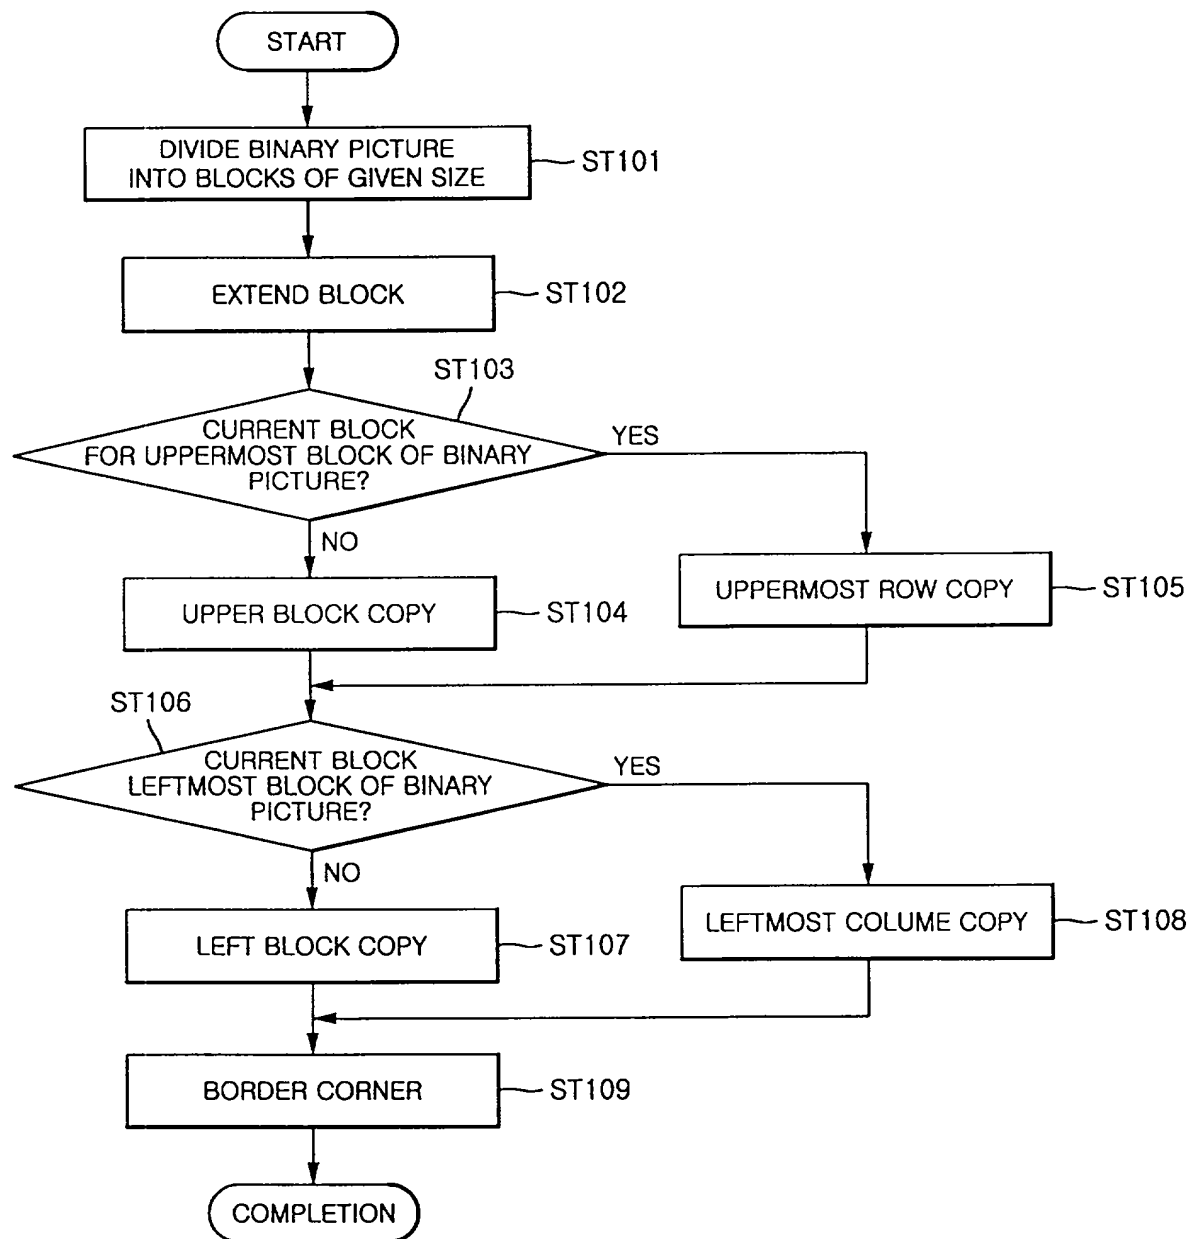 START
DIVIDE BINARY PICTURE
INTO BLOCKS OF GIVEN SIZE
ST101
EXTEND BLOCK
ST102
ST103
CURRENT BLOCK
FOR UPPERMOST BLOCK OF BINARY
PICTURE?
YES
NO
UPPER BLOCK COPY
ST104
UPPERMOST ROW COPY
ST105
ST106
CURRENT BLOCK
LEFTMOST BLOCK OF BINARY
PICTURE?
YES
NO
LEFT BLOCK COPY
ST107
LEFTMOST COLUME COPY
ST108
BORDER CORNER
ST109
COMPLETION